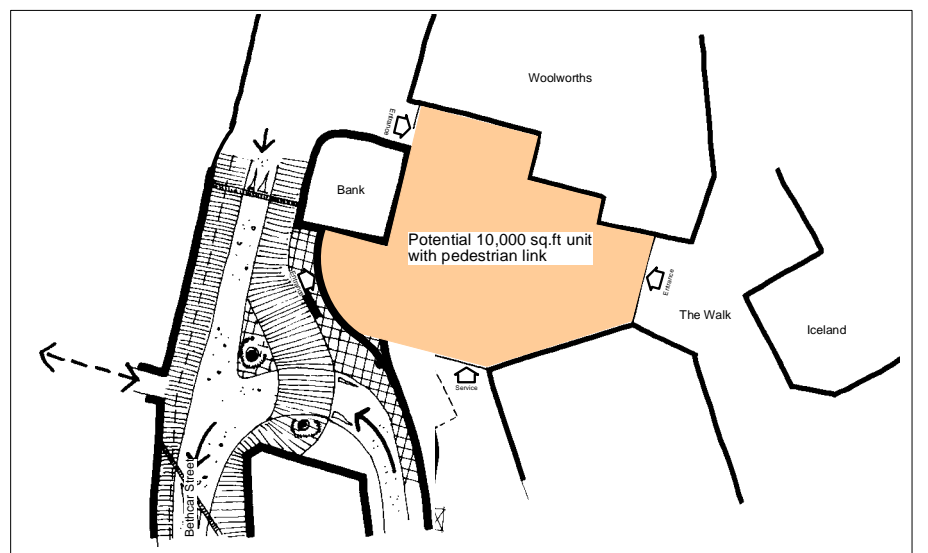 Woolworths
Entrance
Bank
Potential 10,000 sq.ft unit
with pedestrian link
Entrance
Entrance
The Walk
Iceland
Service
Bethcar Street